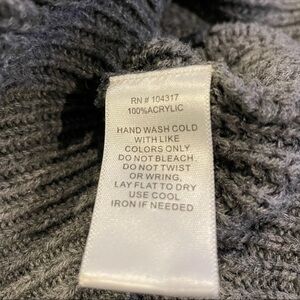 RN # 104317
100%ACRYLIC
HAND WASH COLD
WITH LIKE
COLORS ONLY
DO NOT BLEACH
DO NOT TWIST
OR WRING,
LAY FLAT TO DRY
USE COOL
IRON IF NEEDED